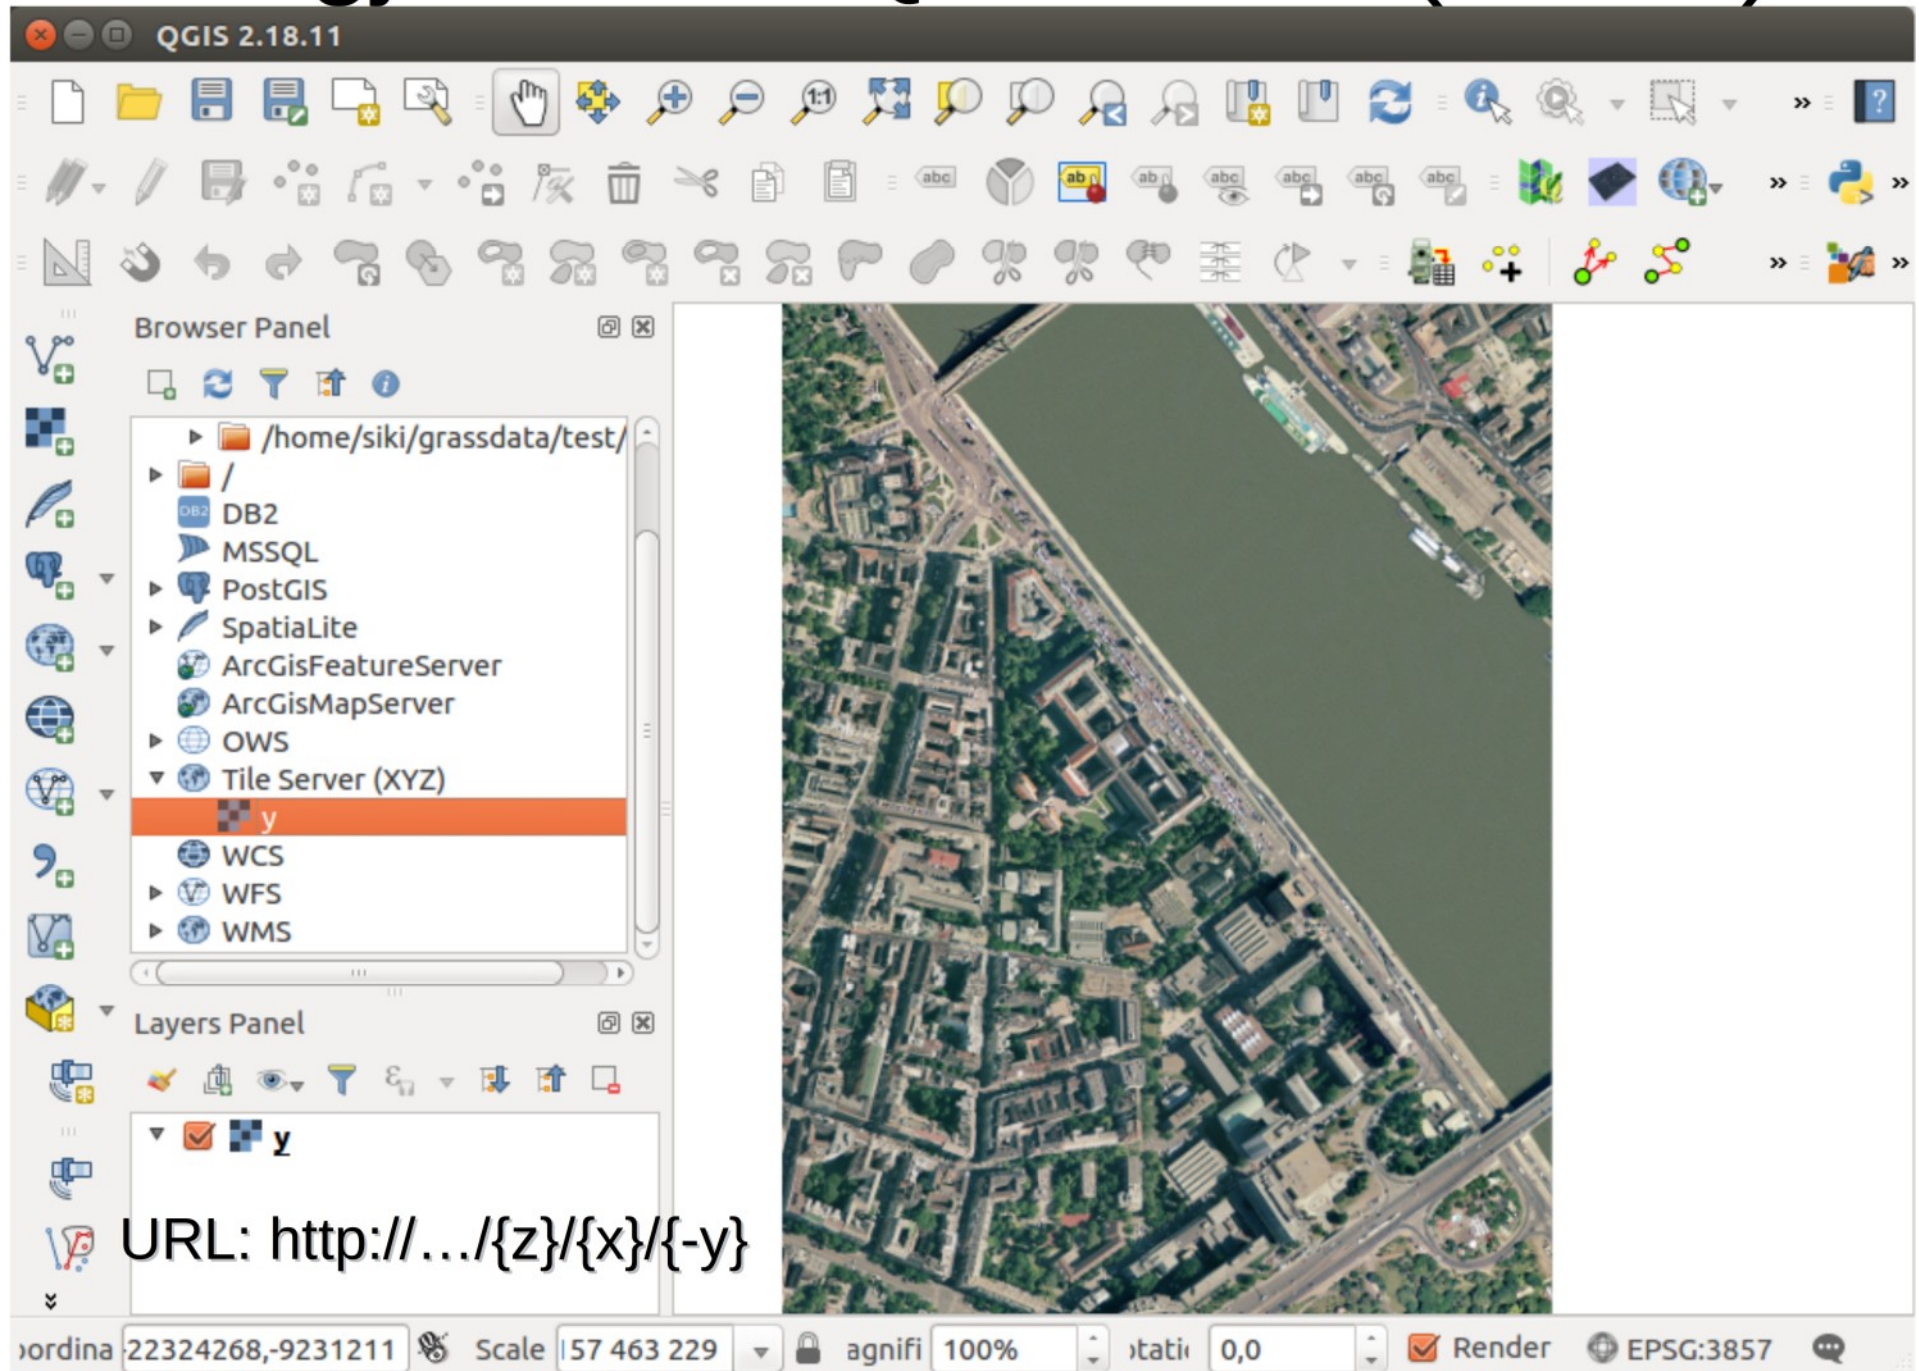 QGIS 2.18.11
Browser Panel
/home/siki/grassdata/test/
/
DB2
MSSQL
PostGIS
SpatiaLite
ArcGisFeatureServer
ArcGisMapServer
OWS
Tile Server (XYZ)
y
WCS
WFS
WMS
Layers Panel
y
URL: http://…/{z}/{x}/{-y}
oordina 22324268,-9231211 Scale 57 463 229 agnifi 100% otati 0,0 Render EPSG:3857